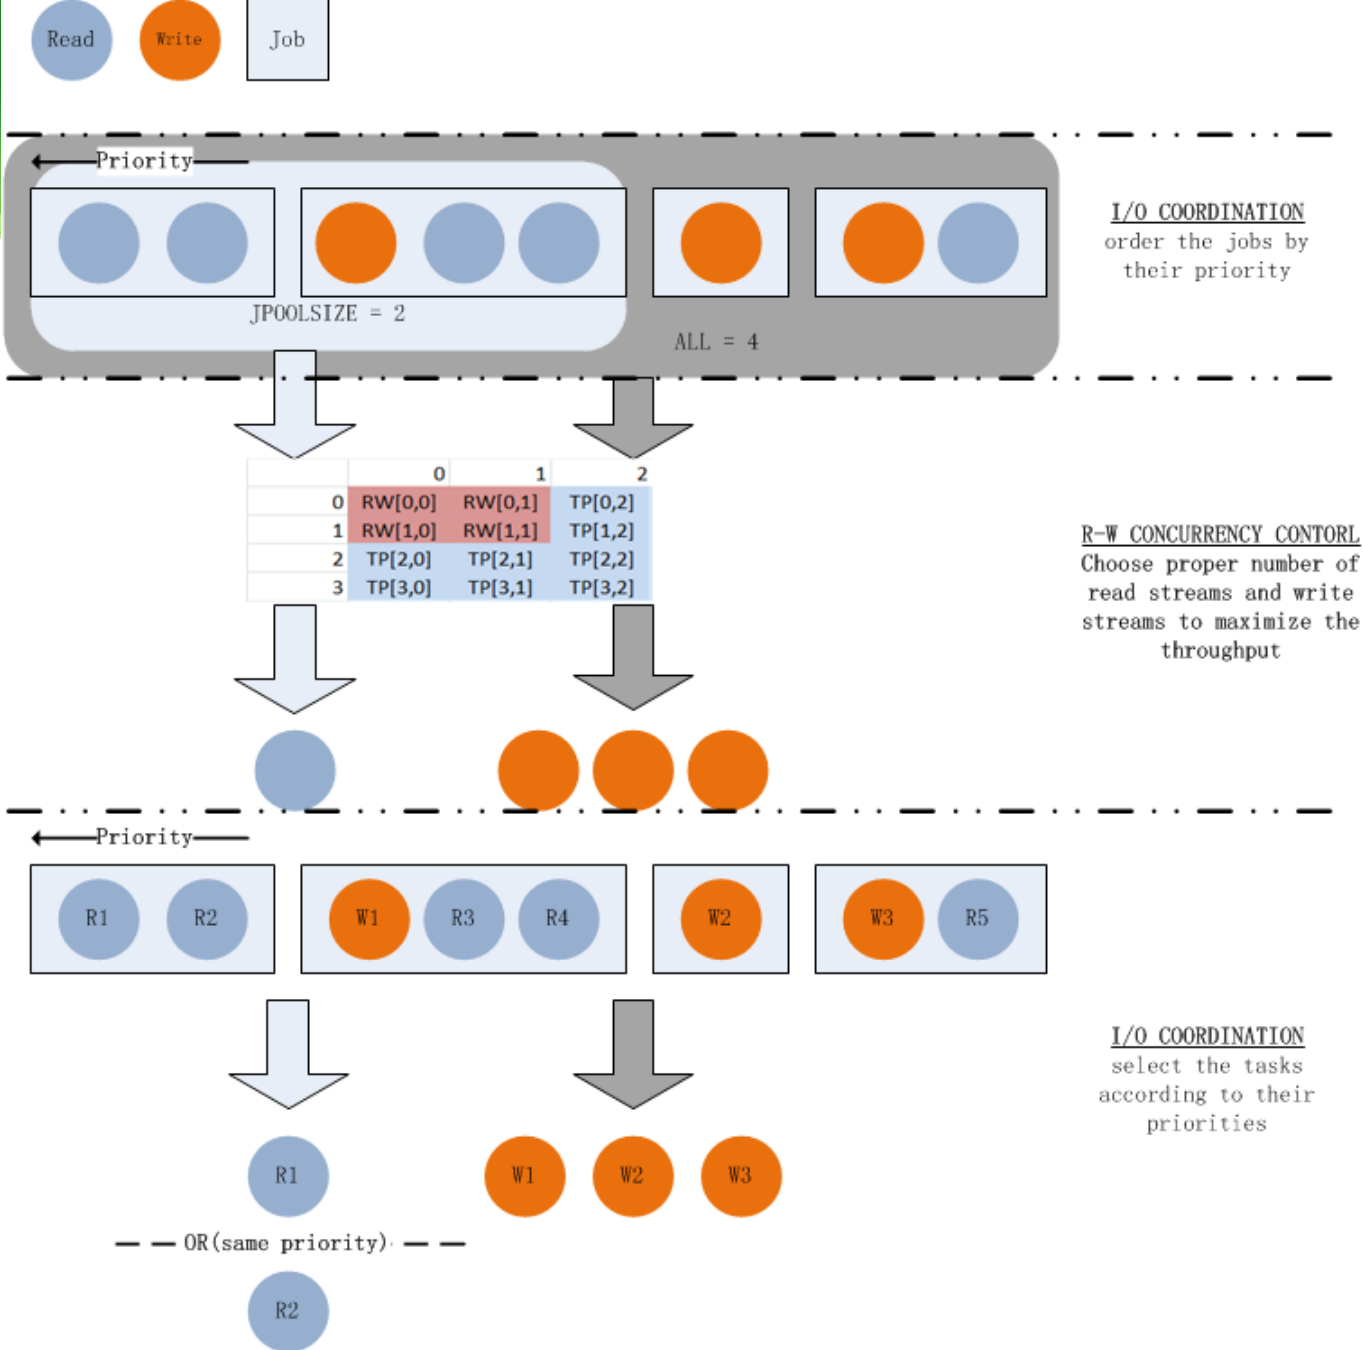 Read Write Job
Priority
I/O COORDINATION
order the jobs by
their priority
JPOOLSIZE = 2
ALL = 4
0 1 2
0 RW[0,0] RW[0,1] TP[0,2]
1 RW[1,0] RW[1,1] TP[1,2]
2 TP[2,0] TP[2,1] TP[2,2]
3 TP[3,0] TP[3,1] TP[3,2]
R-W CONCURRENCY CONTORL
Choose proper number of
read streams and write
streams to maximize the
throughput
Priority
R1 R2 W1 R3 R4 W2 W3 R5
I/O COORDINATION
select the tasks
according to their
priorities
R1 W1 W2 W3
OR(same priority)
R2